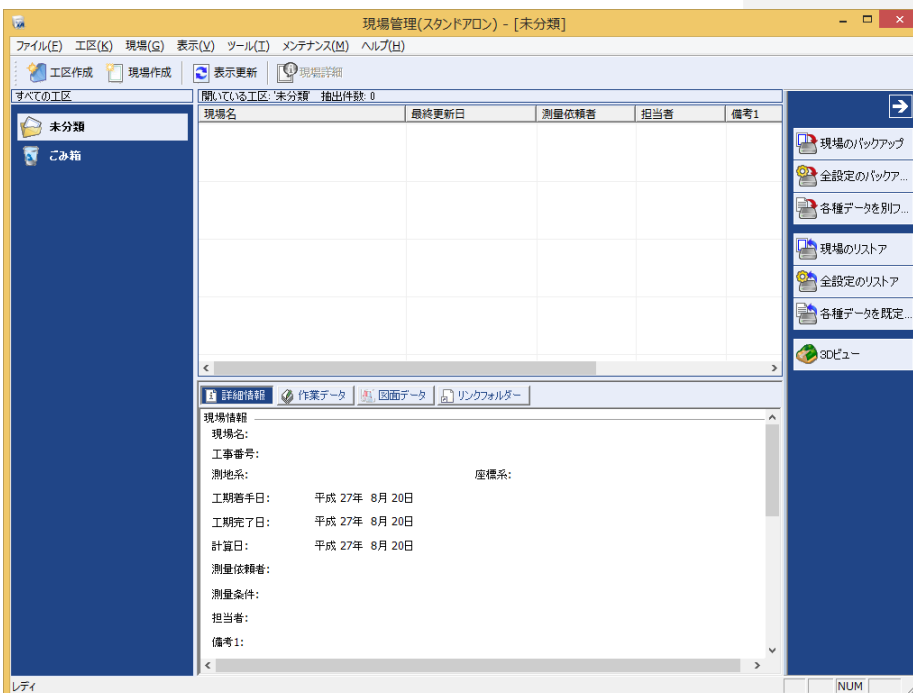 現場管理(スタンドアロン) - [未分類]
ファイル(F) 工区(K) 現場(G) 表示(V) ツール(T) メンテナンス(M) ヘルプ(H)
工区作成 現場作成 表示更新 現場詳細
すべての工区
開いている工区:'未分類' 抽出件数: 0
未分類
ごみ箱
現場名 最終更新日 測量依頼者 担当者 備考1
現場のバックアップ
全設定のバックア...
各種データを別フ...
現場のリストア
全設定のリストア
各種データを既定...
3Dビュー
詳細情報 作業データ 図面データ リンクフォルダー
現場情報
現場名:
工事番号:
測地系: 座標系:
工期着手日: 平成 27年 8月 20日
工期完了日: 平成 27年 8月 20日
計算日: 平成 27年 8月 20日
測量依頼者:
測量条件:
担当者:
備考1:
レディ NUM